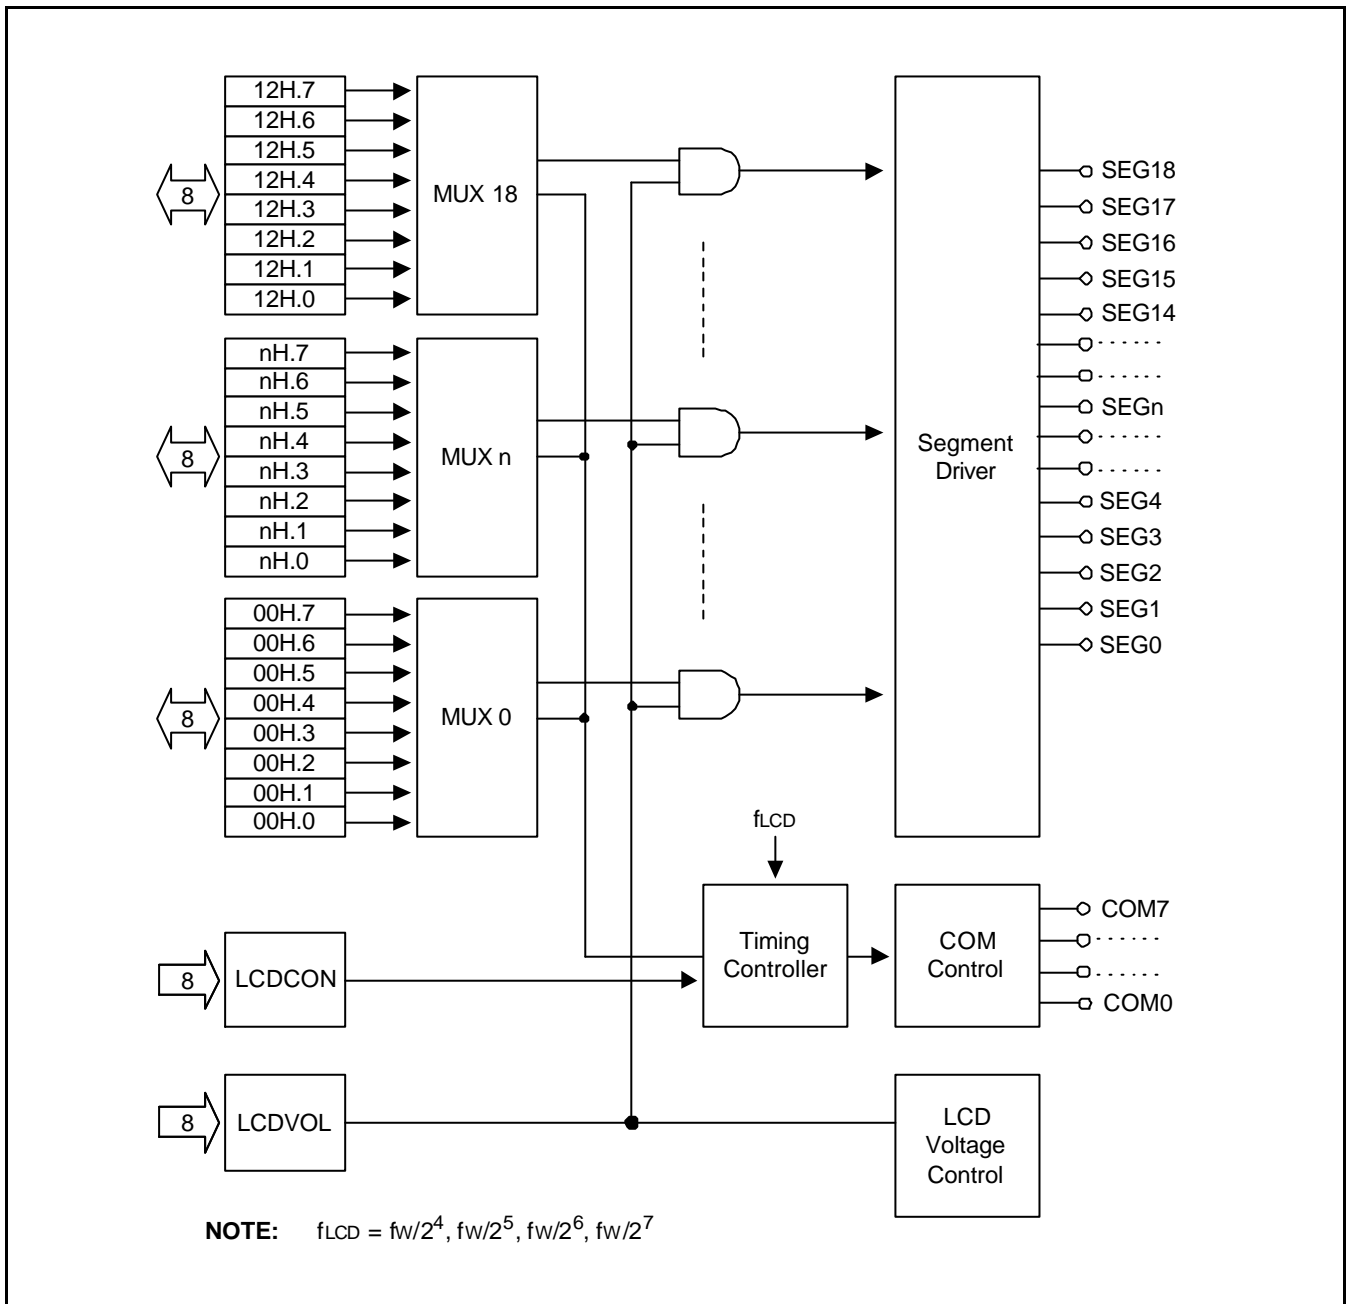 12H.7
12H.6
12H.5
12H.4
12H.3
12H.2
12H.1
12H.0
8
MUX 18
nH.7
nH.6
nH.5
nH.4
nH.3
nH.2
nH.1
nH.0
8
MUX n
00H.7
00H.6
00H.5
00H.4
00H.3
00H.2
00H.1
00H.0
8
MUX 0
Segment
Driver
SEG18
SEG17
SEG16
SEG15
SEG14
SEGn
SEG4
SEG3
SEG2
SEG1
SEG0
fLCD
8
LCDCON
Timing
Controller
COM
Control
COM7
COM0
8
LCDVOL
LCD
Voltage
Control
NOTE: fLCD = fW/2^4, fW/2^5, fW/2^6, fW/2^7